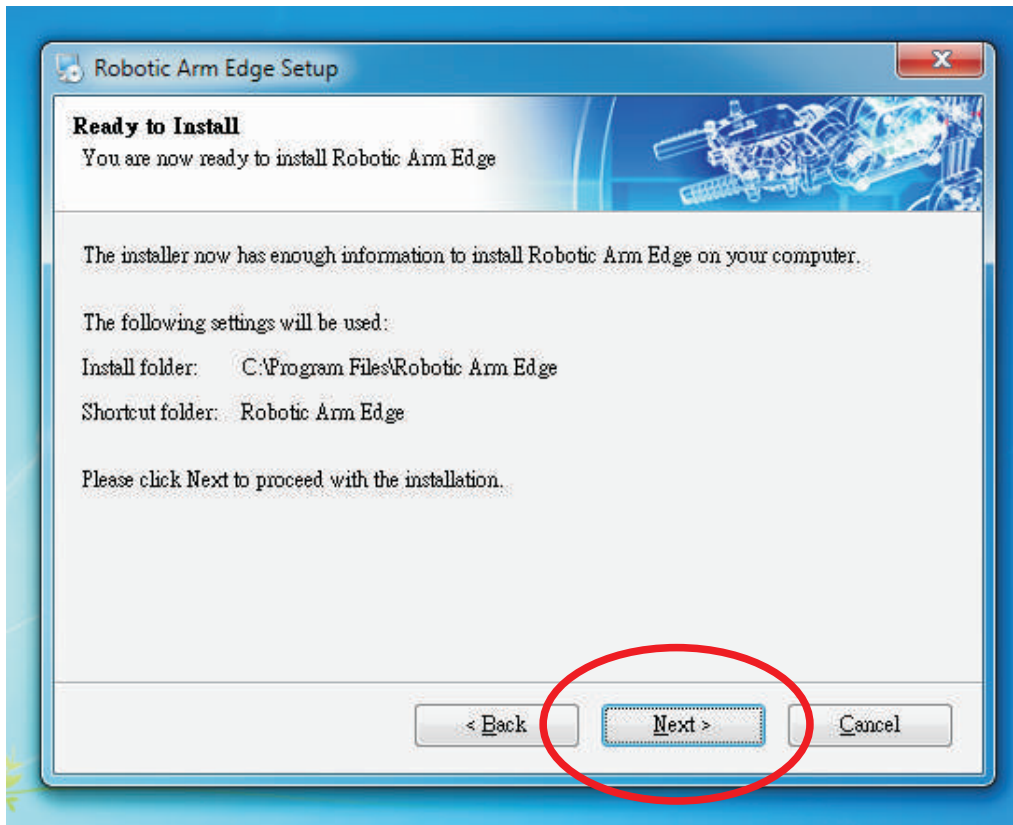 Robotic Arm Edge Setup
Ready to Install
You are now ready to install Robotic Arm Edge
The installer now has enough information to install Robotic Arm Edge on your computer.
The following settings will be used:
Install folder: C:\Program Files\Robotic Arm Edge
Shortcut folder: Robotic Arm Edge
Please click Next to proceed with the installation.
< Back Next > Cancel